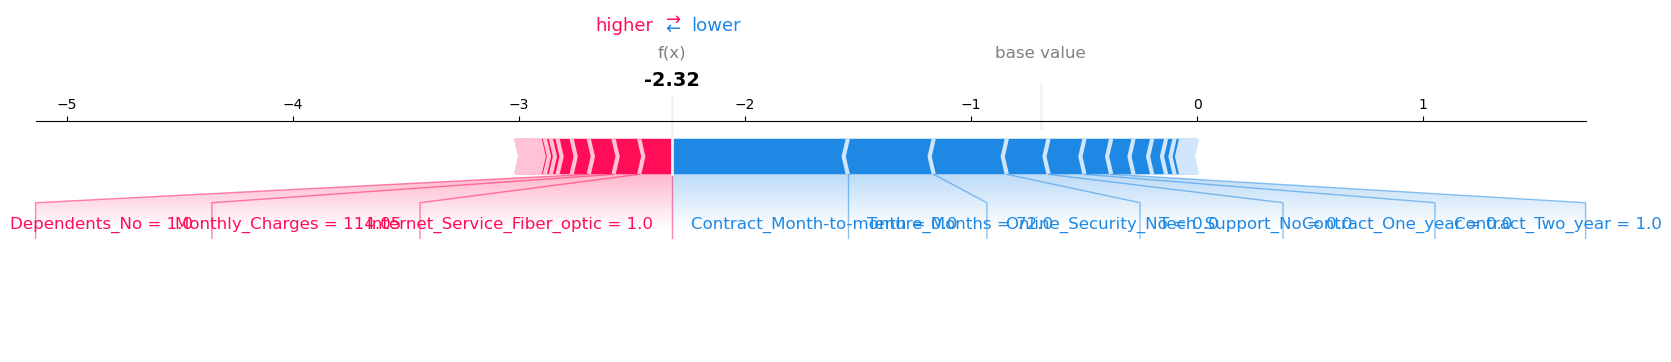 higher ⇄ lower
f(x) base value
-2.32
−5 −4 −3 −2 −1 0 1
Dependents_No = 1.0 Monthly_Charges = 114.05 Internet_Service_Fiber_optic = 1.0 Contract_Month-to-month = 0.0 Tenure_Months = 72.0 Online_Security_No = 0.0 Tech_Support_No = 0.0 Contract_One_year = 0.0 Contract_Two_year = 1.0